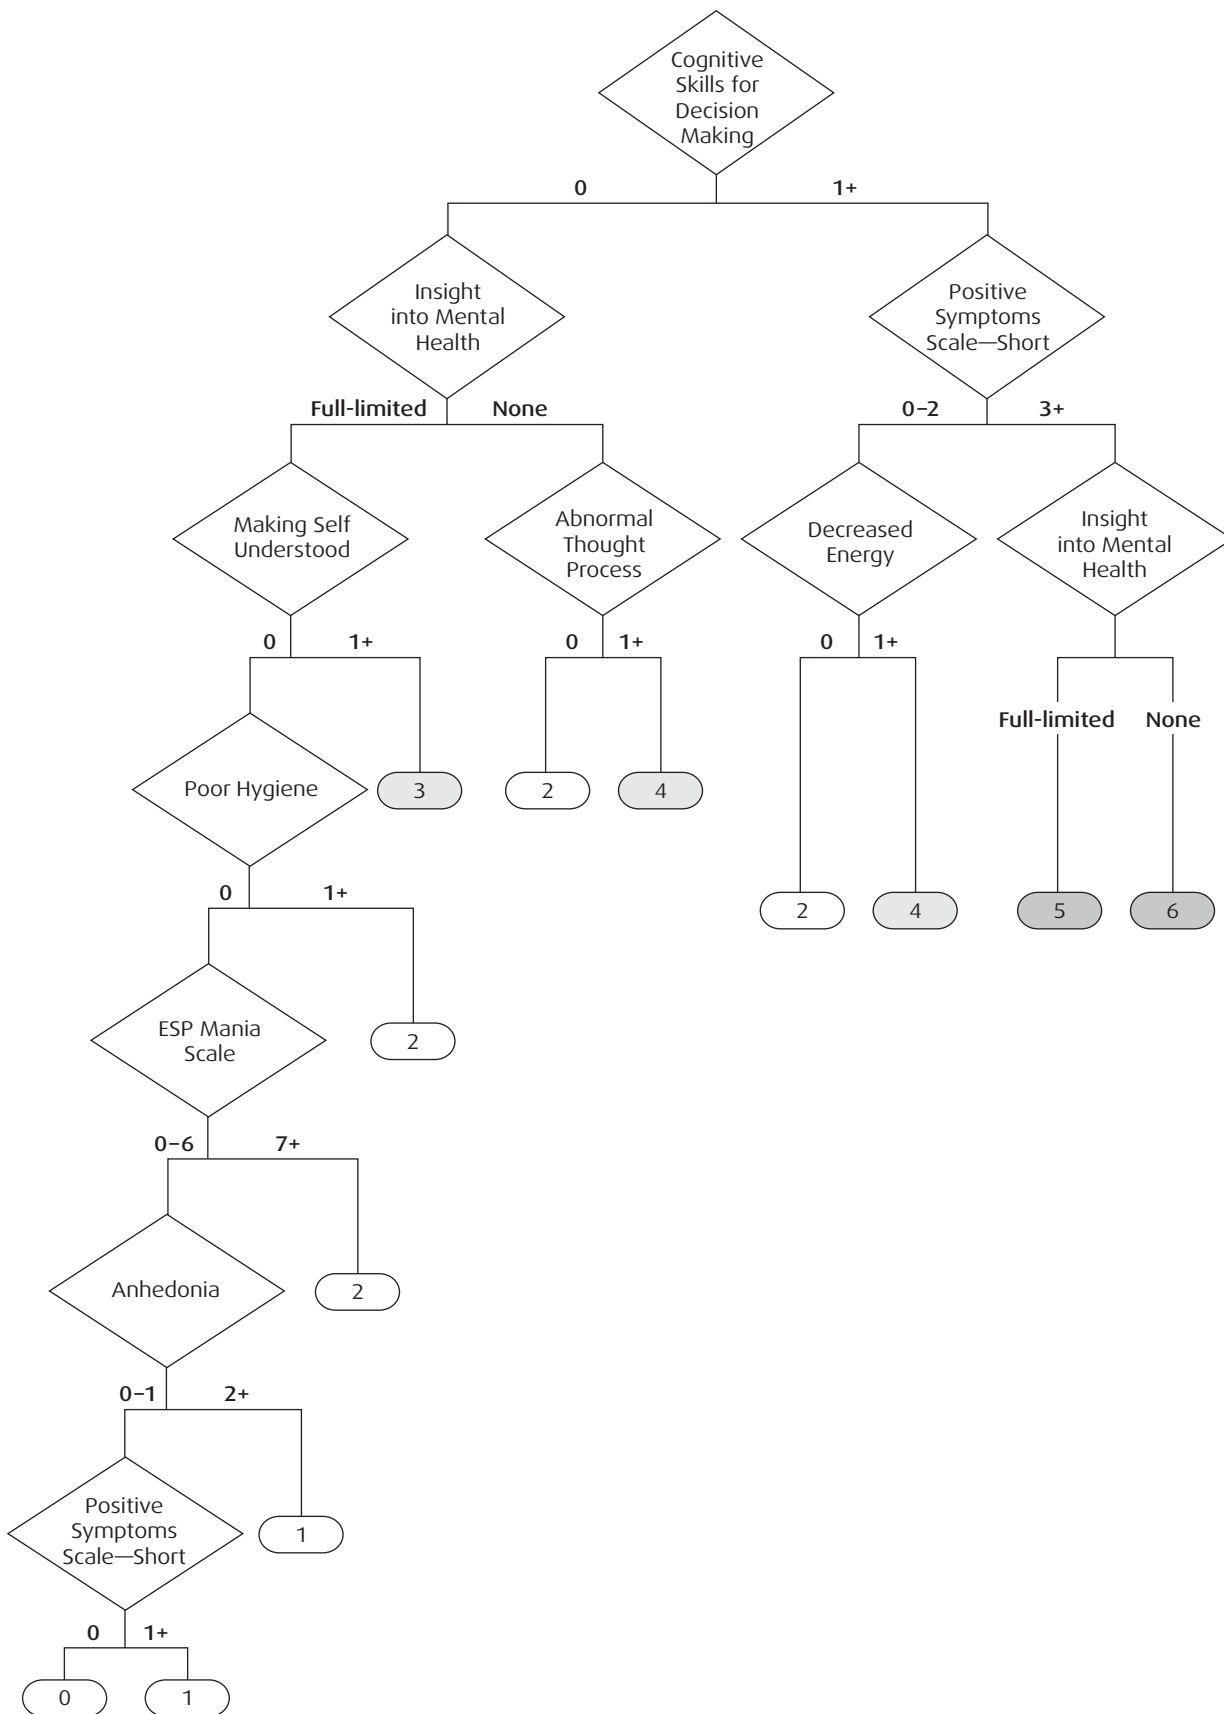 Cognitive
Skills for
Decision
Making
0
1+
Insight
into Mental
Health
Positive
Symptoms
Scale—Short
Full-limited
None
0–2
3+
Making Self
Understood
Abnormal
Thought
Process
Decreased
Energy
Insight
into Mental
Health
0
1+
0
1+
0
1+
Full-limited
None
Poor Hygiene
3
2
4
2
4
5
6
0
1+
ESP Mania
Scale
2
0–6
7+
Anhedonia
2
0–1
2+
Positive
Symptoms
Scale—Short
1
0
1+
0
1